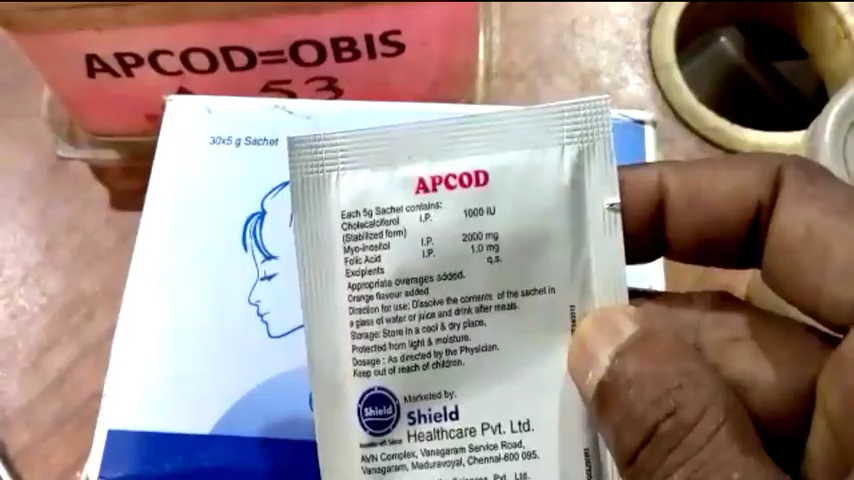 APCOD=OBIS
53
30x5 g Sachet
APCOD
Each 5g Sachet contains:
Cholecalciferol I.P. 1000 IU
(Stabilized form)
Myo-inositol I.P. 2000 mg
Folic Acid I.P. 1.0 mg
Excipients q.s.
Appropriate overages added.
Orange flavour added
Direction for use: Dissolve the contents of the sachet in
a glass of water or juice and drink after meals.
Storage: Store in a cool & dry place.
Protected from light & moisture.
Dosage : As directed by the Physician.
Keep out of reach of children.
Marketed by:
Shield
Shield
Healthcare Pvt. Ltd.
AVN Complex, Vanagaram Service Road,
Vanagaram, Maduravoyal, Chennai-600 095.
Pvt. Ltd.